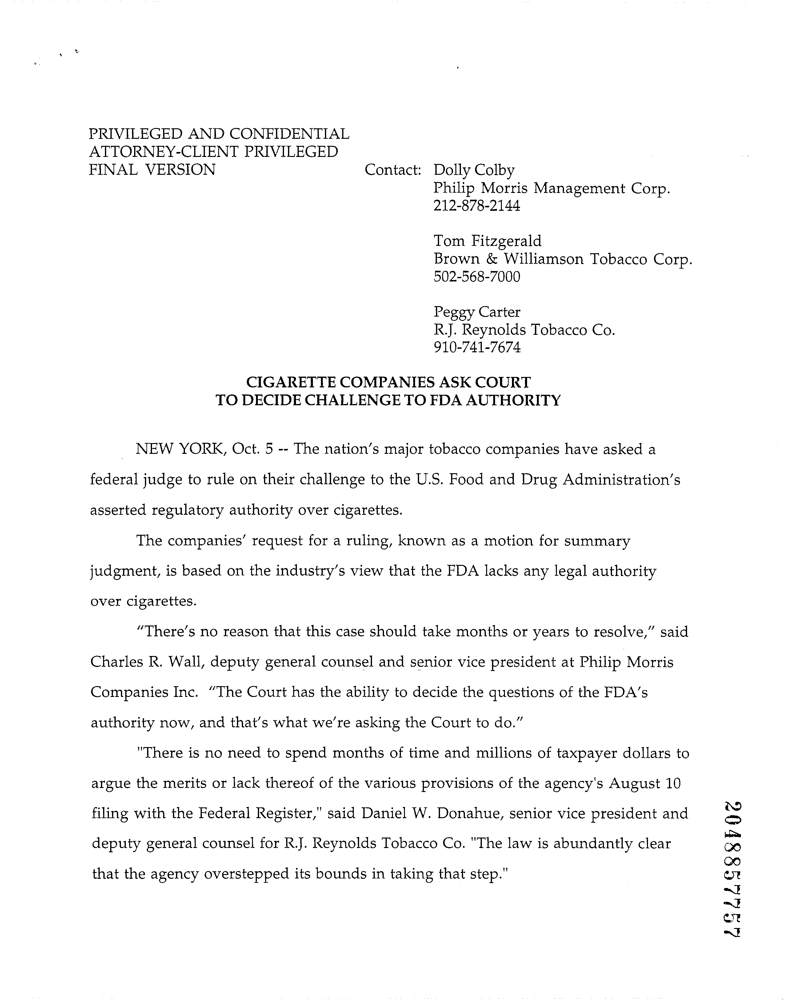 PRIVILEGED AND CONFIDENTIAL
ATTORNEY-CLIENT PRIVILEGED
FINAL VERSION
Contact: Dolly Colby
Philip Morris Management Corp.
212-878-2144
Tom Fitzgerald
Brown & Williamson Tobacco Corp.
502-568-7000
Peggy Carter
R.J. Reynolds Tobacco Co.
910-741-7674
CIGARETTE COMPANIES ASK COURT
TO DECIDE CHALLENGE TO FDA AUTHORITY
NEW YORK, Oct. 5 -- The nation's major tobacco companies have asked a
federal judge to rule on their challenge to the U.S. Food and Drug Administration's
asserted regulatory authority over cigarettes.
The companies' request for a ruling, known as a motion for summary
judgment, is based on the industry's view that the FDA lacks any legal authority
over cigarettes.
"There's no reason that this case should take months or years to resolve," said
Charles R. Wall, deputy general counsel and senior vice president at Philip Morris
Companies Inc. "The Court has the ability to decide the questions of the FDA's
authority now, and that's what we're asking the Court to do."
"There is no need to spend months of time and millions of taxpayer dollars to
argue the merits or lack thereof of the various provisions of the agency's August 10
filing with the Federal Register," said Daniel W. Donahue, senior vice president and
deputy general counsel for R.J. Reynolds Tobacco Co. "The law is abundantly clear
that the agency overstepped its bounds in taking that step."
2048857757